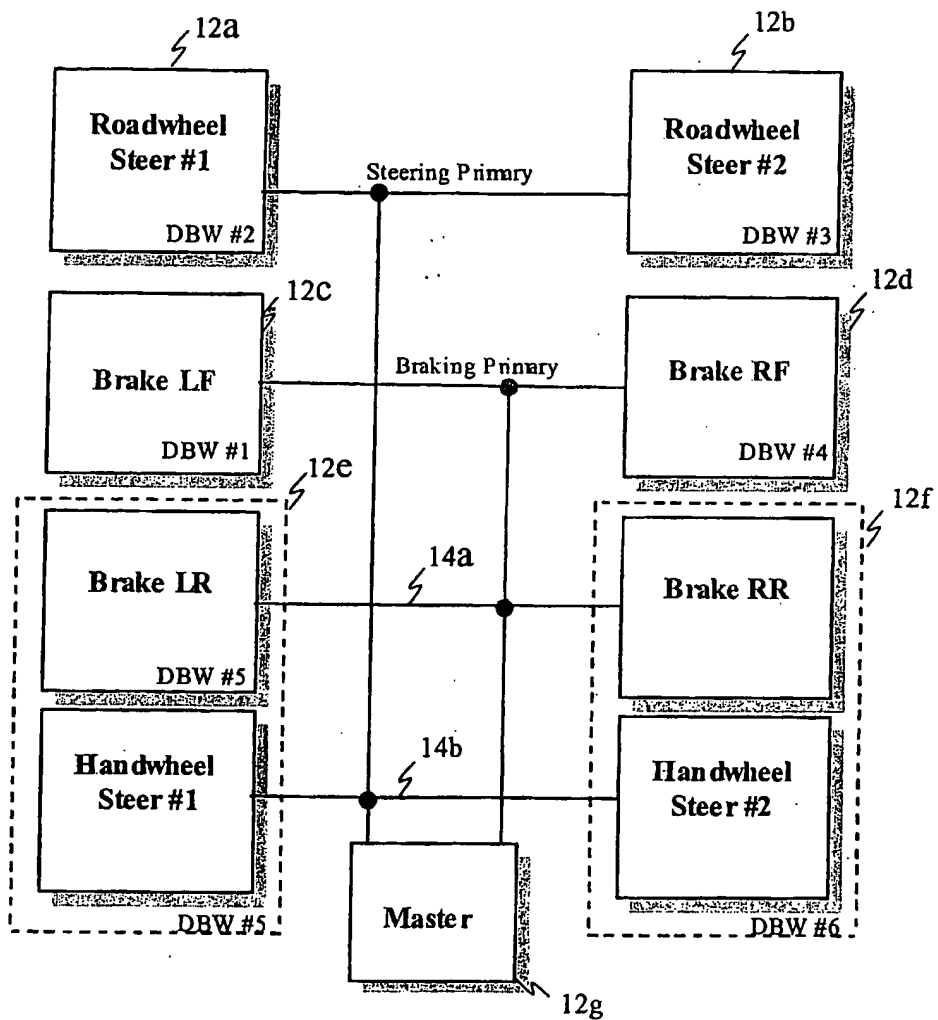 12a
12b
Roadwheel
Steer #1
DBW #2
Steering Primary
Roadwheel
Steer #2
DBW #3
12c
12d
Brake LF
DBW #1
Braking Primary
Brake RF
DBW #4
12e
12f
Brake LR
DBW #5
14a
Brake RR
Handwheel
Steer #1
14b
Handwheel
Steer #2
DBW #5
Master
DBW #6
12g